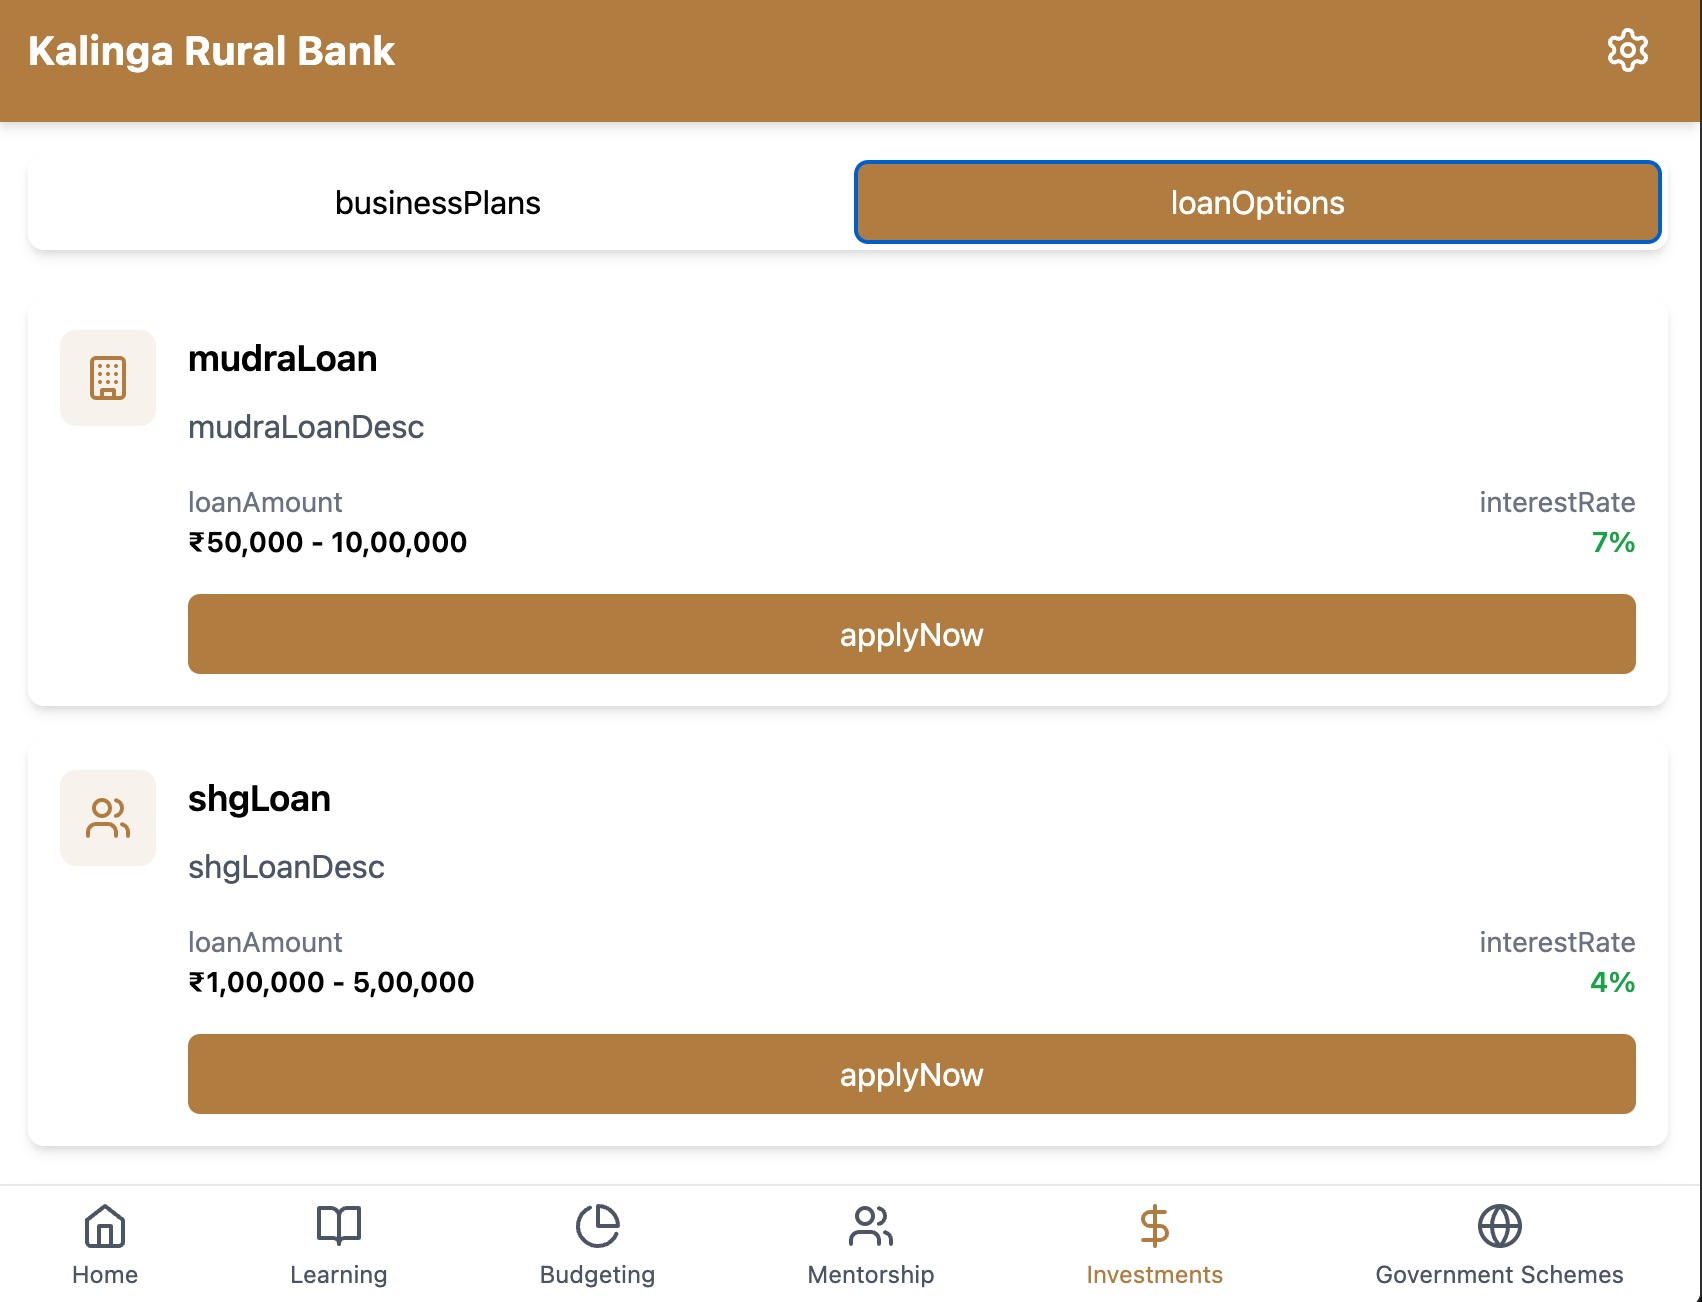 Kalinga Rural Bank
businessPlans
loanOptions
mudraLoan
mudraLoanDesc
loanAmount
interestRate
₹50,000 - 10,00,000
7%
applyNow
shgLoan
shgLoanDesc
loanAmount
interestRate
₹1,00,000 - 5,00,000
4%
applyNow
Home
Learning
Budgeting
Mentorship
Investments
Government Schemes